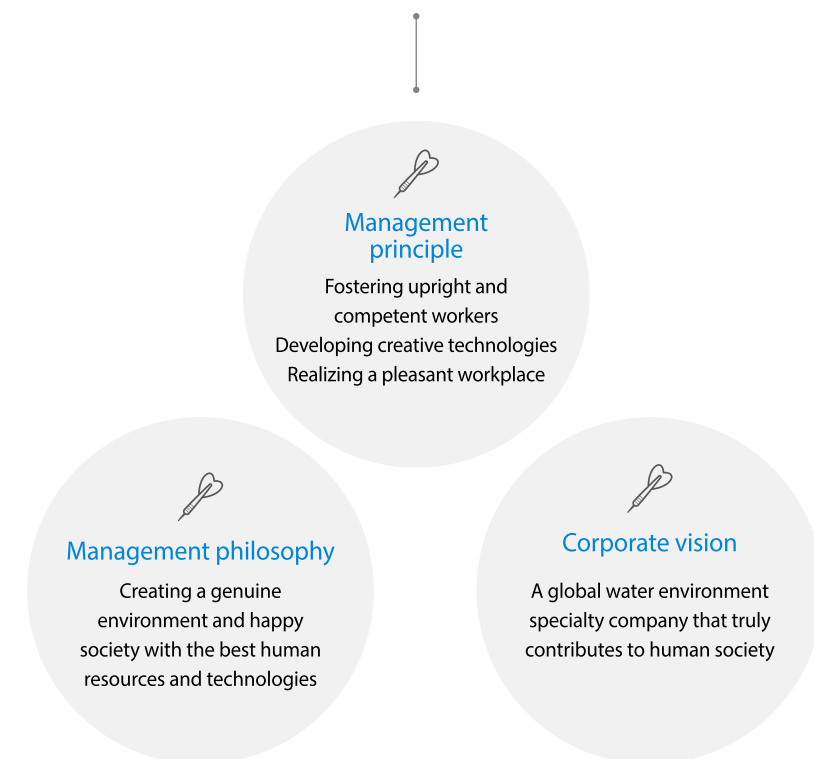 Management
principle
Fostering upright and
competent workers
Developing creative technologies
Realizing a pleasant workplace
Management philosophy
Creating a genuine
environment and happy
society with the best human
resources and technologies
Corporate vision
A global water environment
specialty company that truly
contributes to human society